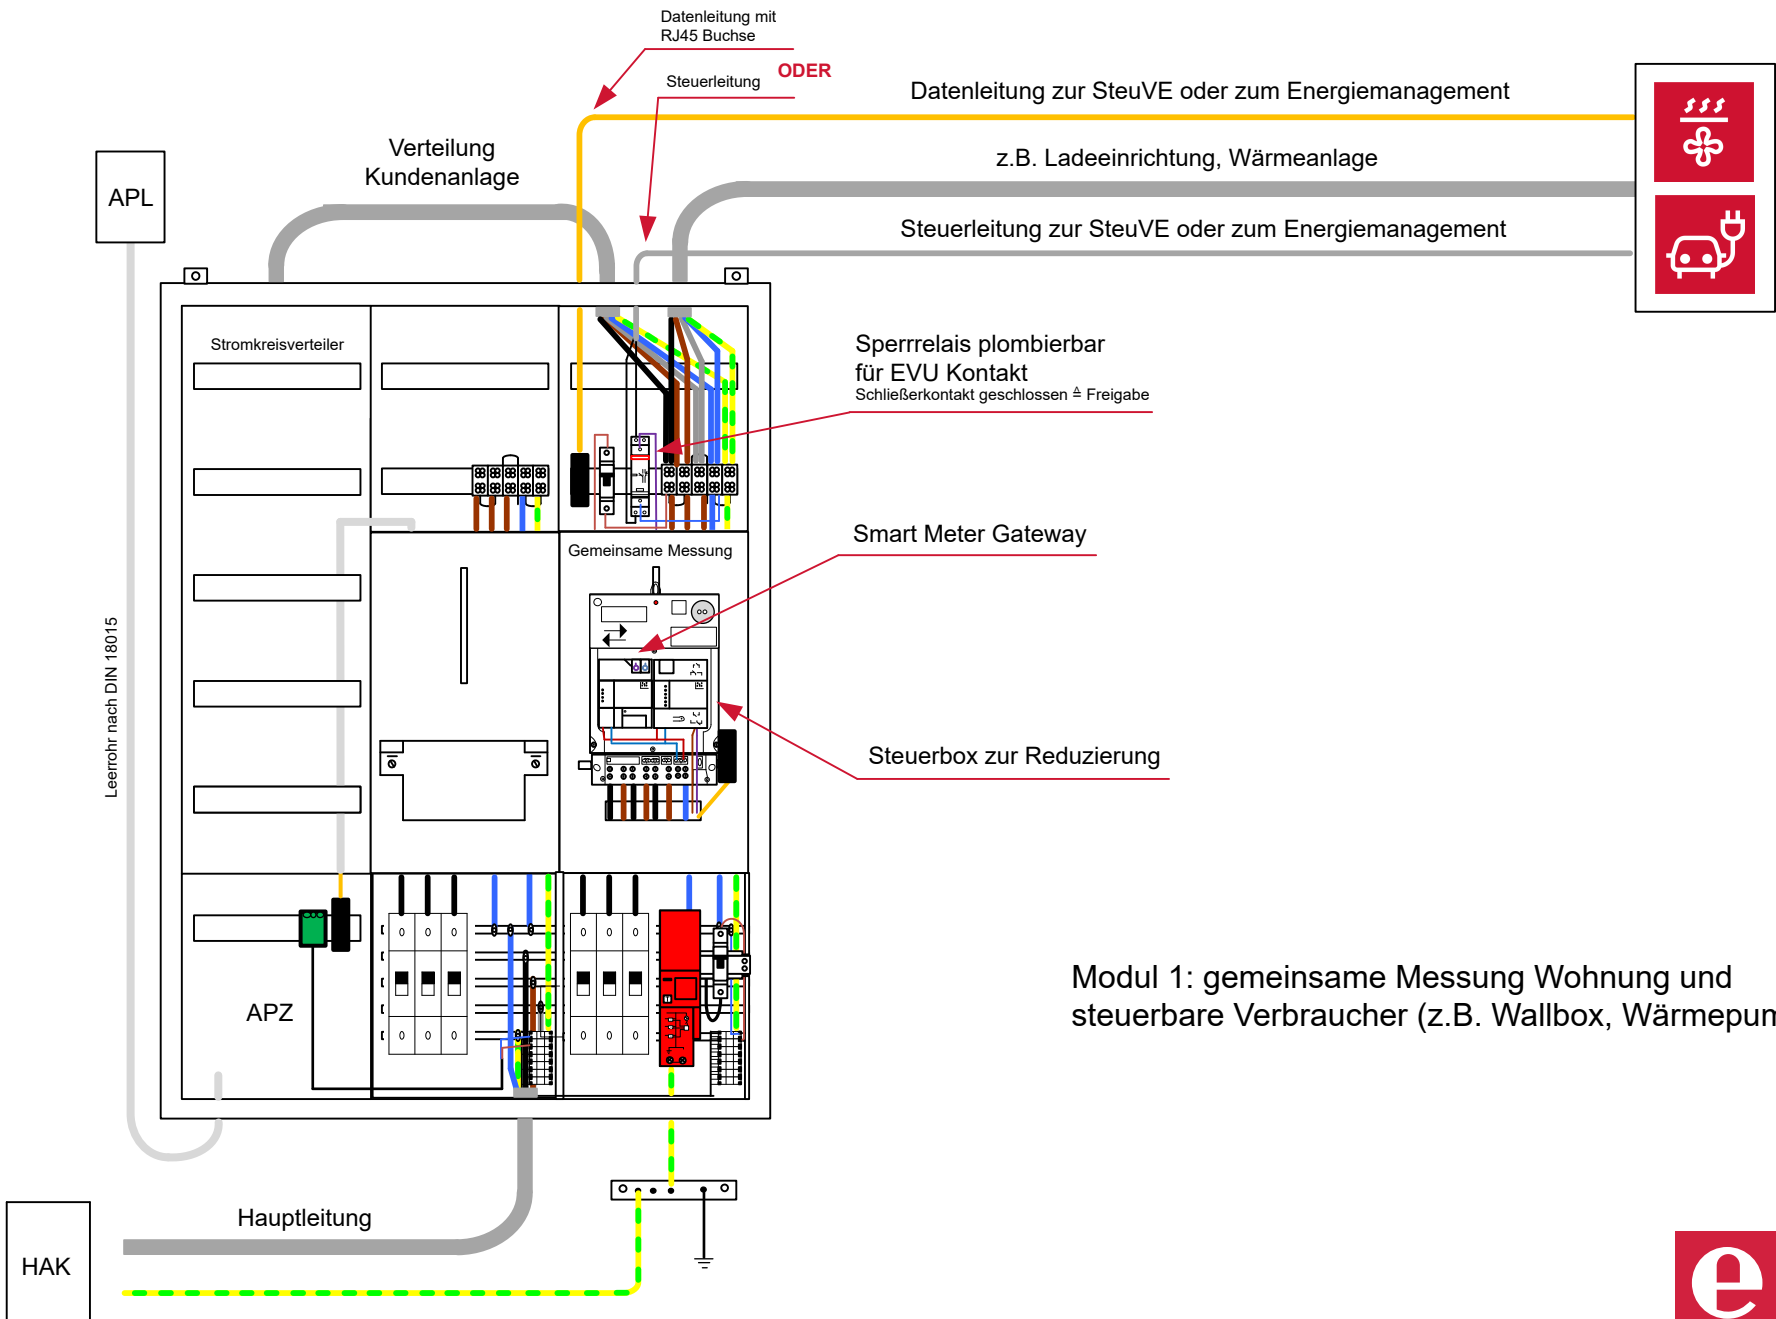 Datenleitung mit
RJ45 Buchse
ODER
Steuerleitung
Datenleitung zur SteuVE oder zum Energiemanagement
Verteilung
Kundenanlage
z.B. Ladeeinrichtung, Wärmeanlage
APL
Steuerleitung zur SteuVE oder zum Energiemanagement
Stromkreisverteiler
Sperrrelais plombierbar
für EVU Kontakt
Schließerkontakt geschlossen ≙ Freigabe
Smart Meter Gateway
Gemeinsame Messung
Leerrohr nach DIN 18015
Steuerbox zur Reduzierung
APZ
Modul 1: gemeinsame Messung Wohnung und
steuerbare Verbraucher (z.B. Wallbox, Wärmepum
Hauptleitung
HAK
e